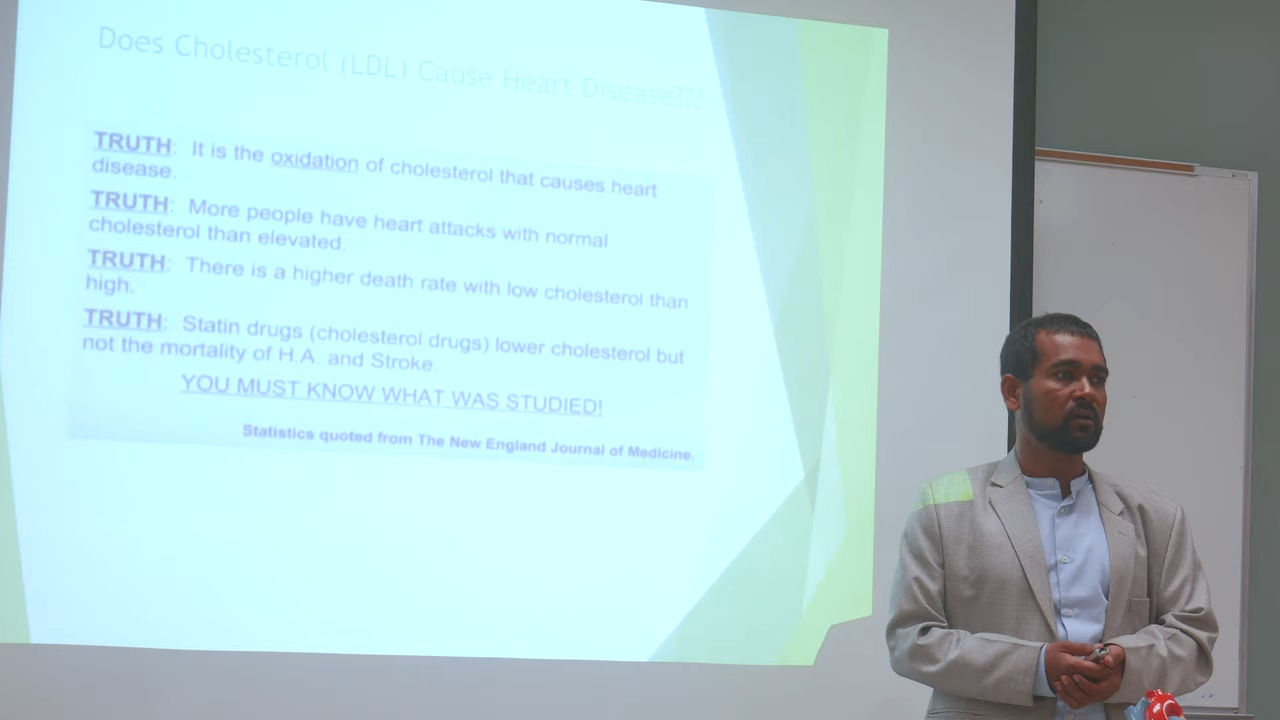 Does Cholesterol (LDL) Cause Heart Disease???
TRUTH: It is the oxidation of cholesterol that causes heart
disease.
TRUTH: More people have heart attacks with normal
cholesterol than elevated.
TRUTH: There is a higher death rate with low cholesterol than
high.
TRUTH: Statin drugs (cholesterol drugs) lower cholesterol but
not the mortality of H.A. and Stroke.
YOU MUST KNOW WHAT WAS STUDIED!
Statistics quoted from The New England Journal of Medicine.